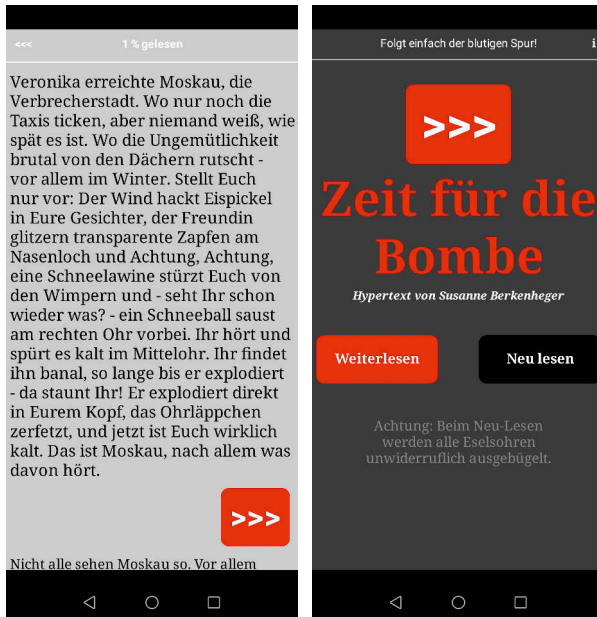 <<<
1 % gelesen
Veronika erreichte Moskau, die
Verbrecherstadt. Wo nur noch die
Taxis ticken, aber niemand weiß, wie
spät es ist. Wo die Ungemütlichkeit
brutal von den Dächern rutscht -
vor allem im Winter. Stellt Euch
nur vor: Der Wind hackt Eispickel
in Eure Gesichter, der Freundin
glitzern transparente Zapfen am
Nasenloch und Achtung, Achtung,
eine Schneelawine stürzt Euch von
den Wimpern und - seht Ihr schon
wieder was? - ein Schneeball saust
am rechten Ohr vorbei. Ihr hört und
spürt es kalt im Mittelohr. Ihr findet
ihn banal, so lange bis er explodiert
- da staunt Ihr! Er explodiert direkt
in Eurem Kopf, das Ohrläppchen
zerfetzt, und jetzt ist Euch wirklich
kalt. Das ist Moskau, nach allem was
davon hört.
>>>
Nicht alle sehen Moskau so. Vor allem
Folgt einfach der blutigen Spur!
i
>>>
Zeit für die
Bombe
Hypertext von Susanne Berkenheger
Weiterlesen
Neu lesen
Achtung: Beim Neu-Lesen
werden alle Eselsohren
unwiderruflich ausgebügelt.